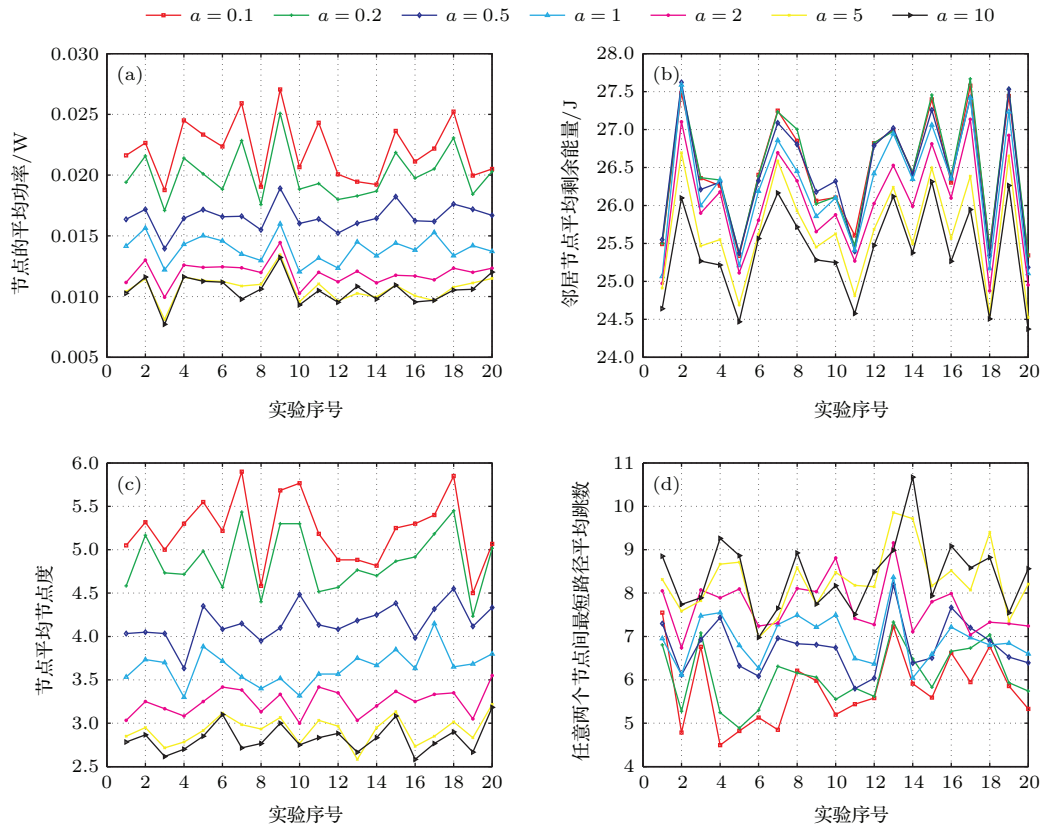 a = 0.1 a = 0.2 a = 0.5 a = 1 a = 2 a = 5 a = 10
(a)
节点的平均功率/W
0.030
0.025
0.020
0.015
0.010
0.005
0 2 4 6 8 10 12 14 16 18 20
实验序号
(b)
邻居节点平均剩余能量/J
28.0
27.5
27.0
26.5
26.0
25.5
25.0
24.5
24.0
0 2 4 6 8 10 12 14 16 18 20
实验序号
(c)
节点平均节点度
6.0
5.5
5.0
4.5
4.0
3.5
3.0
2.5
0 2 4 6 8 10 12 14 16 18 20
实验序号
(d)
任意两个节点间最短路径平均跳数
11
10
9
8
7
6
5
4
0 2 4 6 8 10 12 14 16 18 20
实验序号